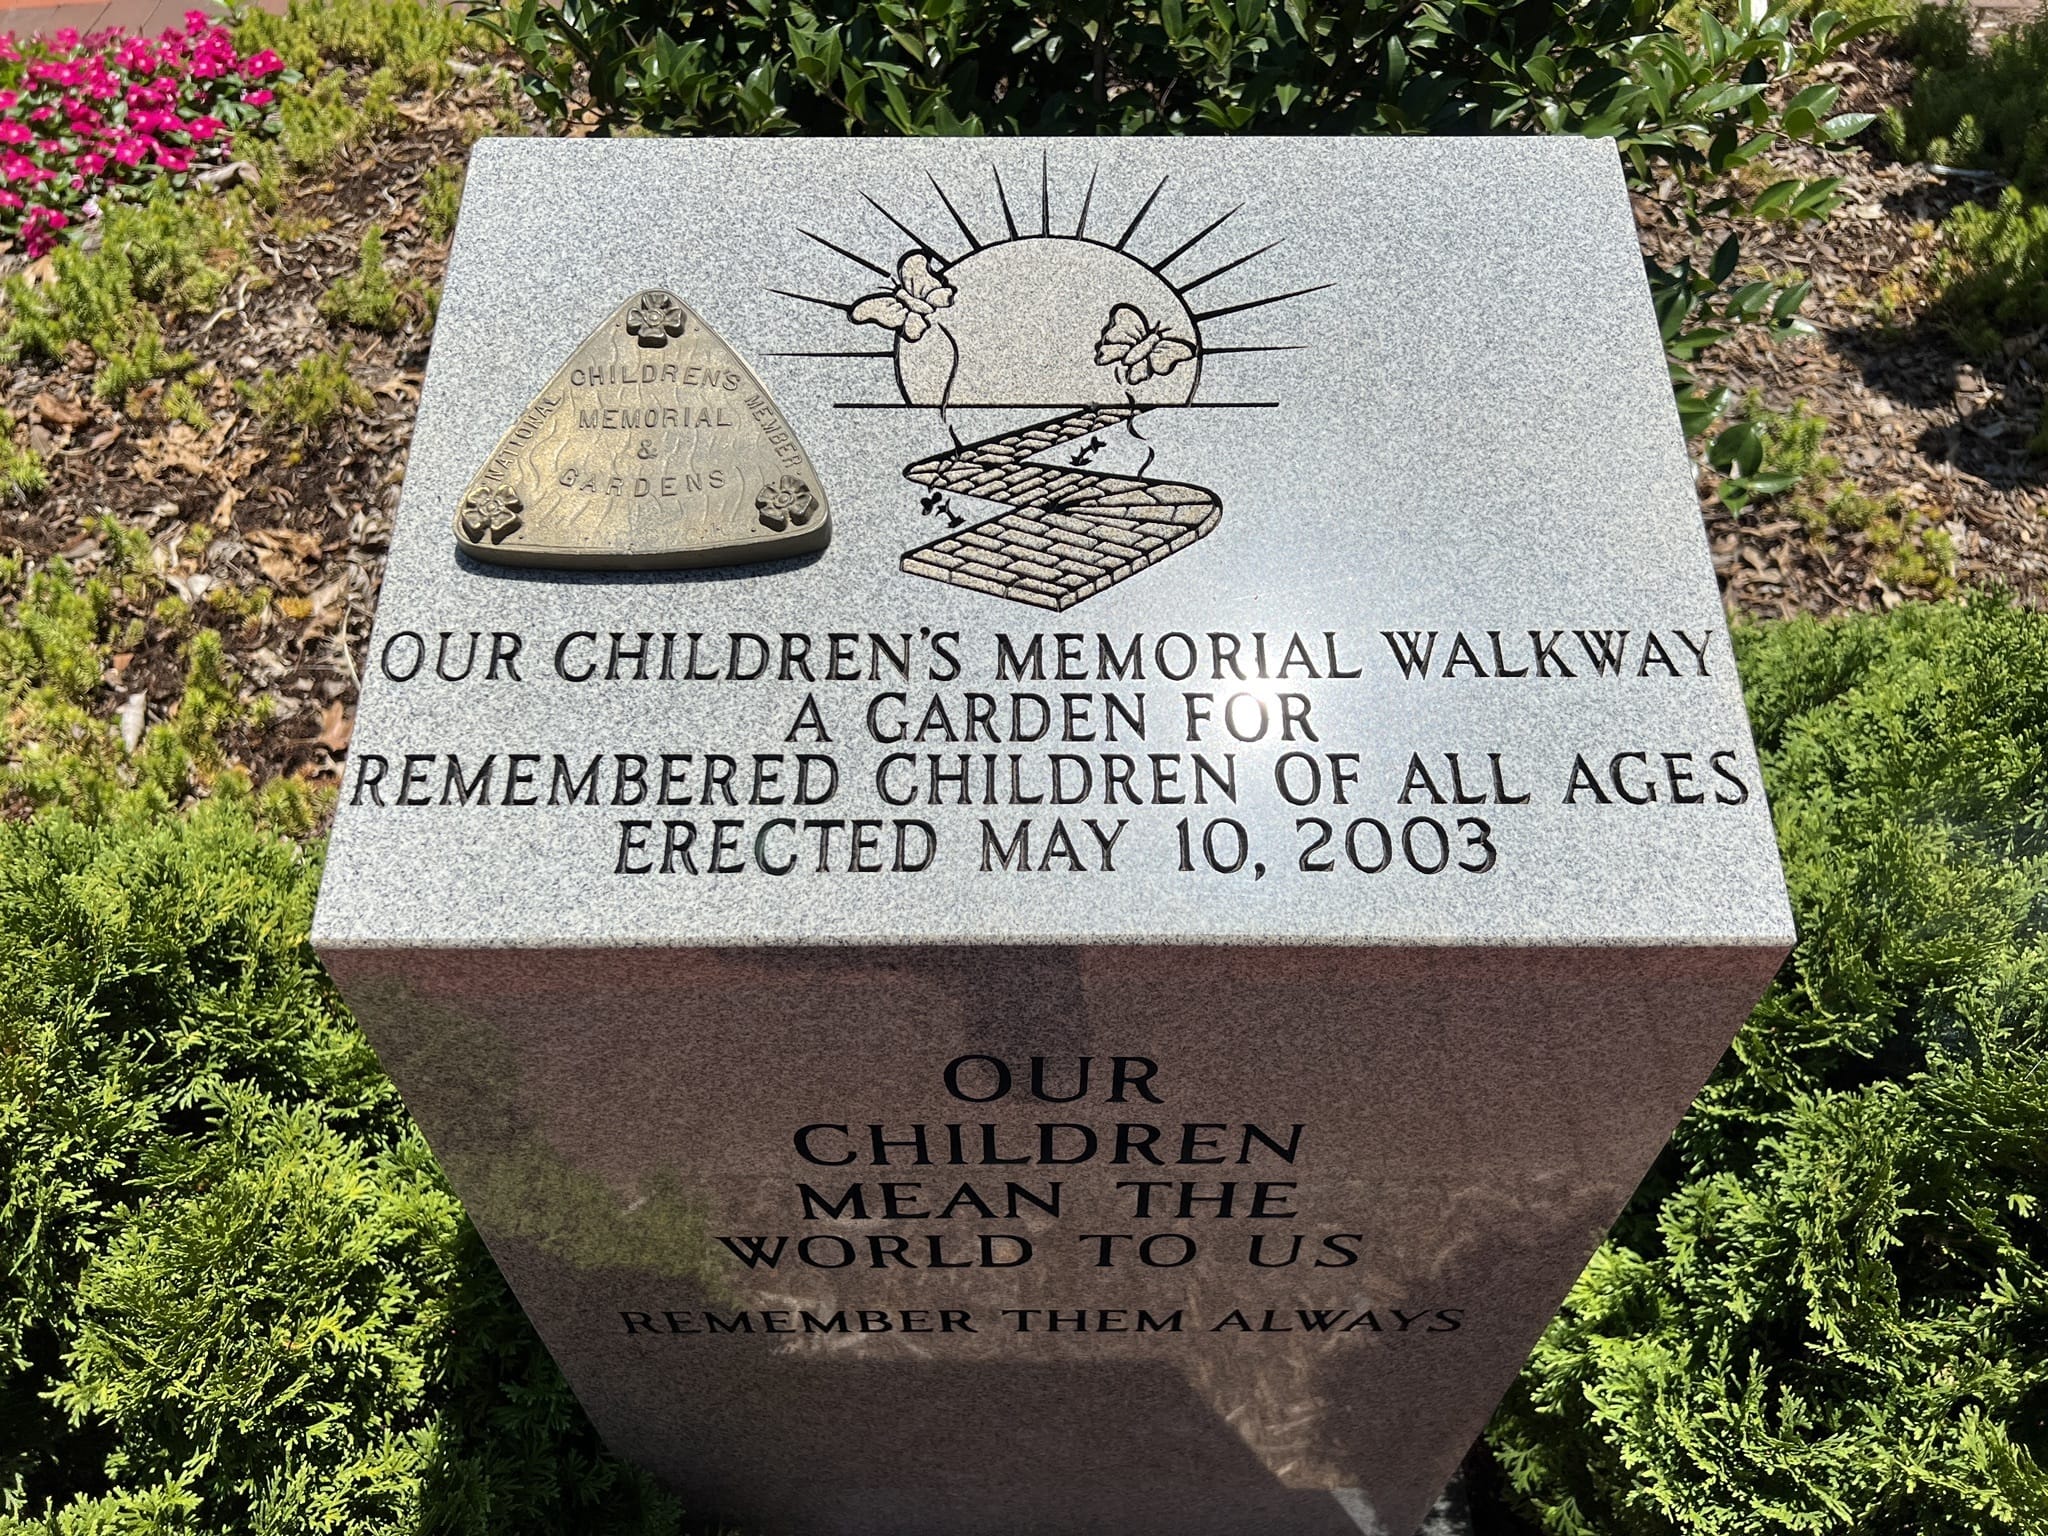 CHILDREN'S
MEMORIAL
&
GARDENS
NATIONAL MEMBER
OUR CHILDREN'S MEMORIAL WALKWAY
A GARDEN FOR
REMEMBERED CHILDREN OF ALL AGES
ERECTED MAY 10, 2003
OUR
CHILDREN
MEAN THE
WORLD TO US
REMEMBER THEM ALWAYS